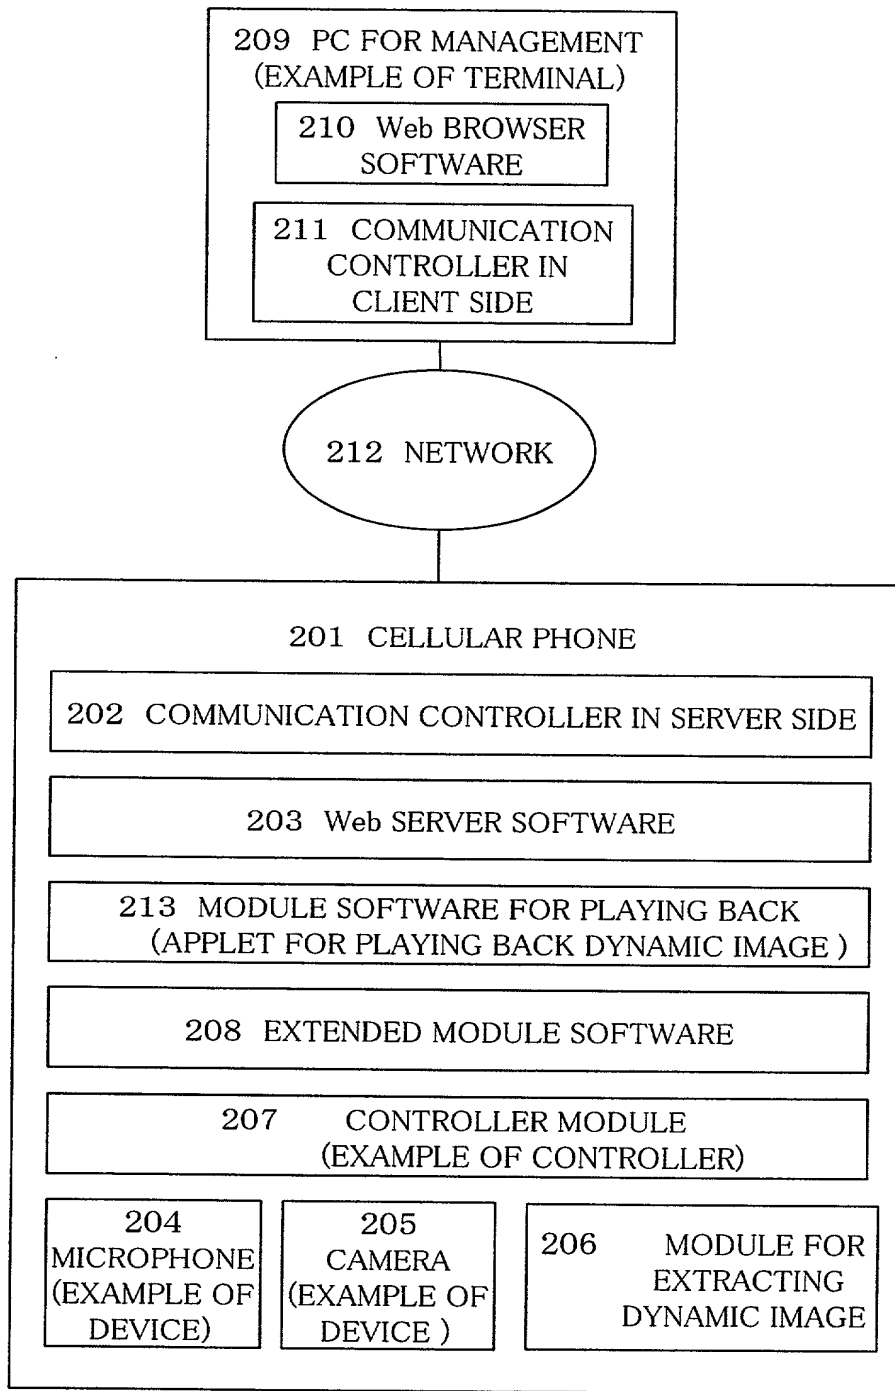 209 PC FOR MANAGEMENT
(EXAMPLE OF TERMINAL)
210 Web BROWSER
SOFTWARE
211 COMMUNICATION
CONTROLLER IN
CLIENT SIDE
212 NETWORK
201 CELLULAR PHONE
202 COMMUNICATION CONTROLLER IN SERVER SIDE
203 Web SERVER SOFTWARE
213 MODULE SOFTWARE FOR PLAYING BACK
(APPLET FOR PLAYING BACK DYNAMIC IMAGE )
208 EXTENDED MODULE SOFTWARE
207 CONTROLLER MODULE
(EXAMPLE OF CONTROLLER)
204
MICROPHONE
(EXAMPLE OF
DEVICE)
205
CAMERA
(EXAMPLE OF
DEVICE )
206 MODULE FOR
EXTRACTING
DYNAMIC IMAGE